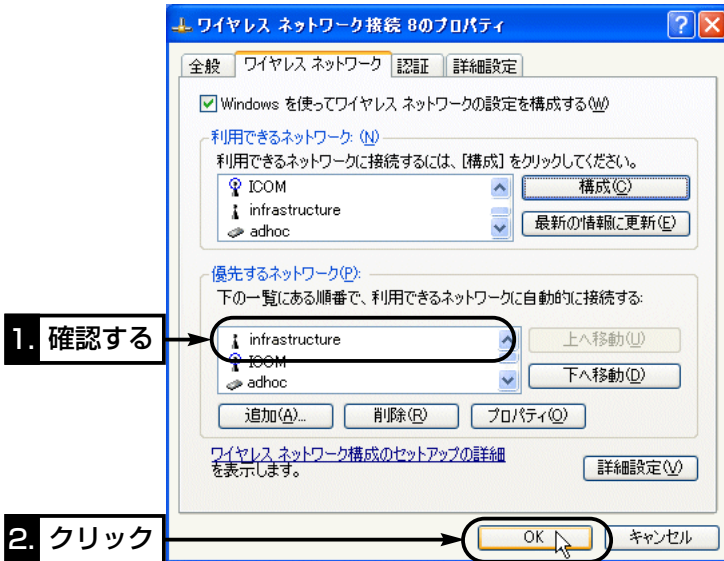 ワイヤレス ネットワーク接続 8のプロパティ
全般 ワイヤレス ネットワーク 認証 詳細設定
Windows を使ってワイヤレス ネットワークの設定を構成する(W)
利用できるネットワーク: (N)
利用できるネットワークに接続するには、[構成] をクリックしてください。
ICOM
infrastructure
adhoc
構成(C)
最新の情報に更新(E)
優先するネットワーク(P):
下の一覧にある順番で、利用できるネットワークに自動的に接続する:
1. 確認する
infrastructure
ICOM
adhoc
上へ移動(U)
下へ移動(D)
追加(A)... 削除(R) プロパティ(O)
ワイヤレス ネットワーク構成のセットアップの詳細
を表示します。
詳細設定(V)
2. クリック
OK キャンセル